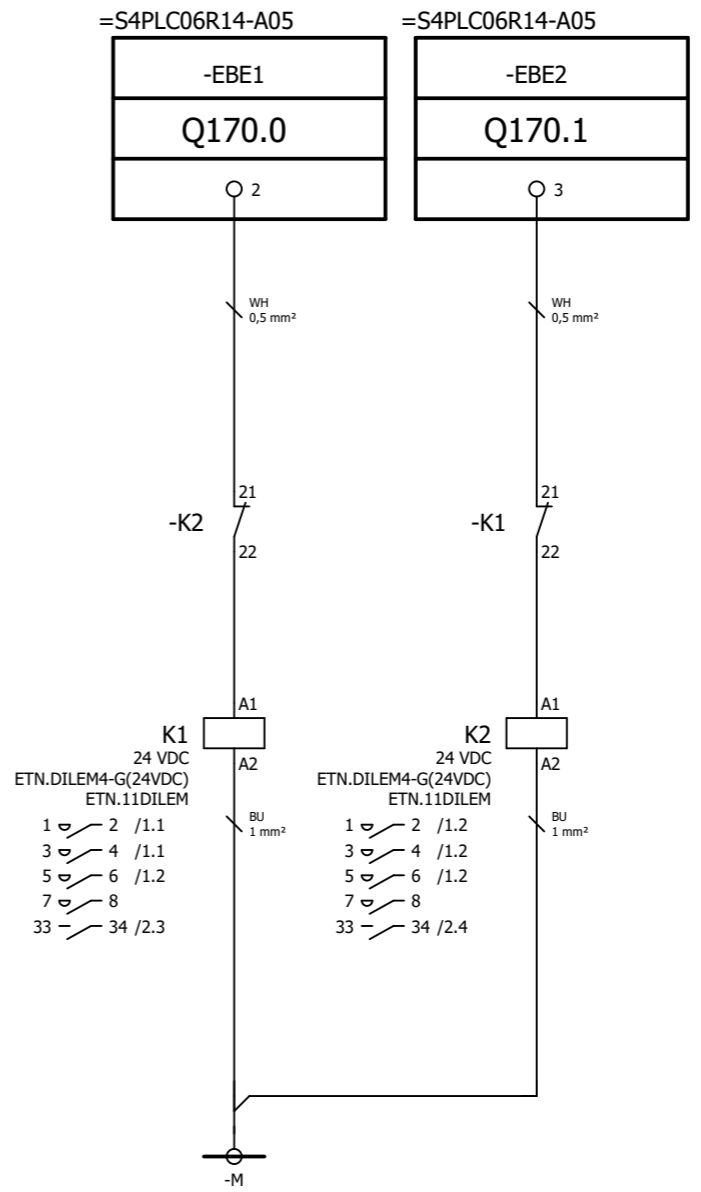 =S4PLC06R14-A05 =S4PLC06R14-A05
-EBE1 -EBE2
Q170.0 Q170.1
2 3
WH WH
0,5 mm² 0,5 mm²
21 21
-K2 -K1
22 22
A1 A1
K1 K2
A2 A2
24 VDC 24 VDC
ETN.DILEM4-G(24VDC) ETN.DILEM4-G(24VDC)
ETN.11DILEM ETN.11DILEM
BU BU
1 mm² 1 mm²
1 2 /1.1 1 2 /1.2
3 4 /1.1 3 4 /1.2
5 6 /1.2 5 6 /1.2
7 8 7 8
33 34 /2.3 33 34 /2.4
-M